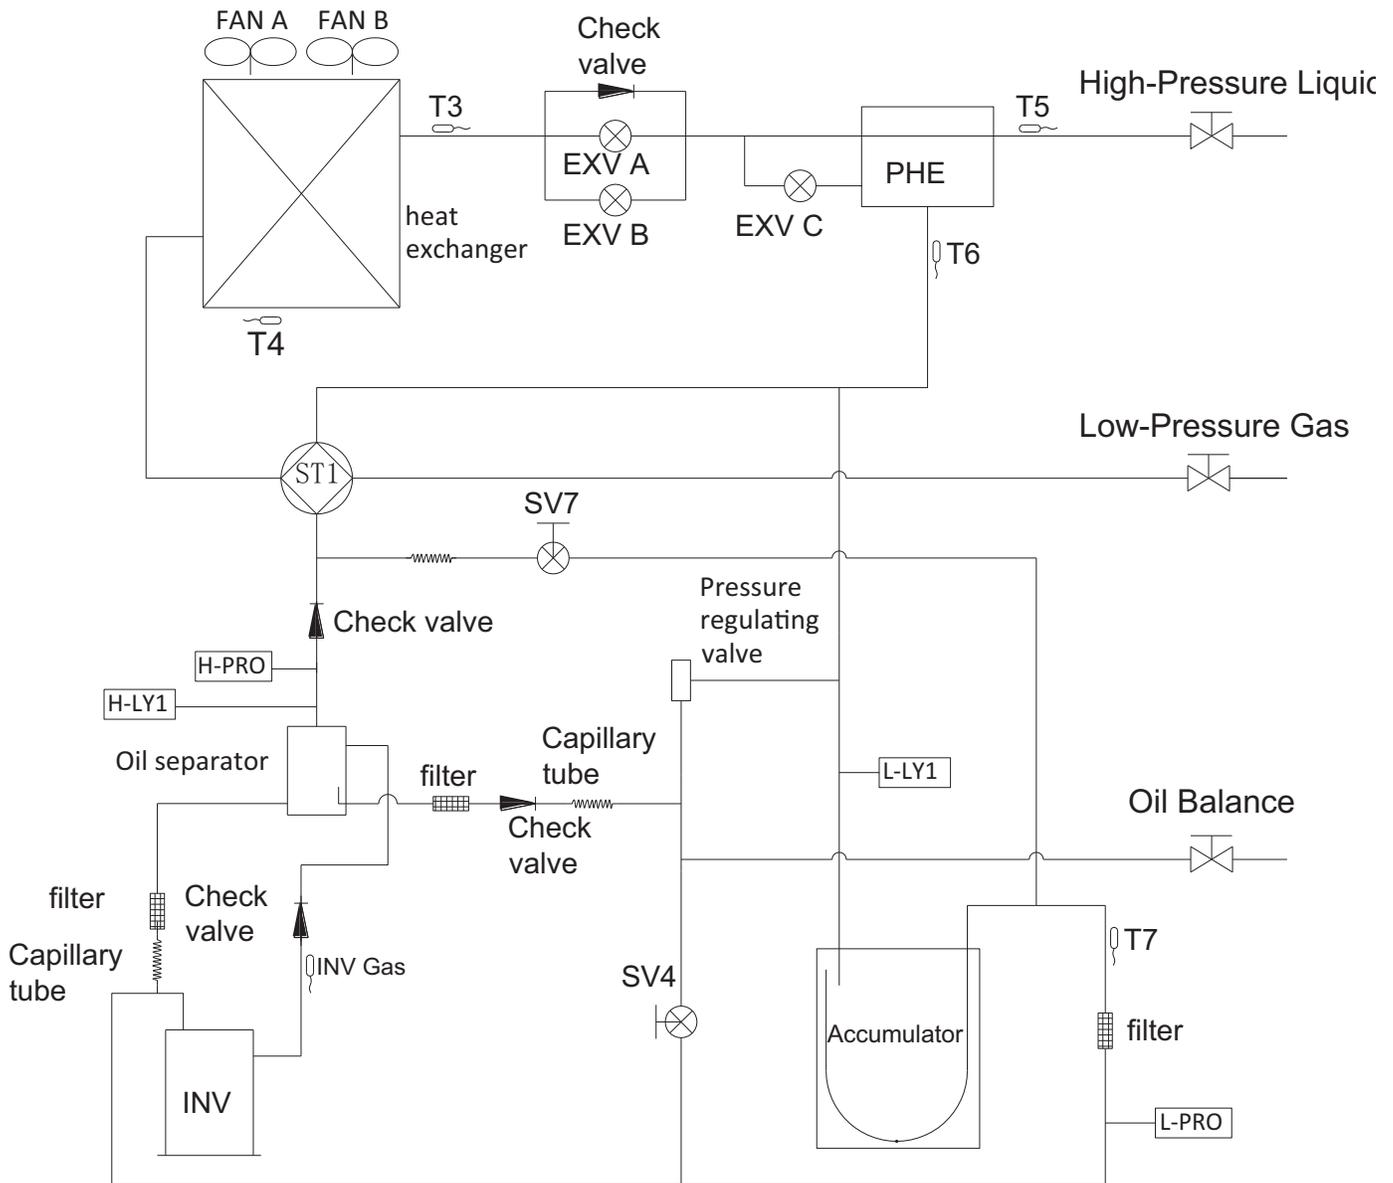 FAN A
FAN B
Check
valve
T3
T5
High-Pressure Liquid
EXV A
PHE
heat
exchanger
EXV B
EXV C
T6
T4
Low-Pressure Gas
ST1
SV7
Pressure
regulating
valve
Check valve
H-PRO
H-LY1
Oil separator
Capillary
tube
filter
L-LY1
Oil Balance
Check
valve
filter
Check
valve
Capillary
tube
INV Gas
T7
SV4
Accumulator
filter
INV
L-PRO